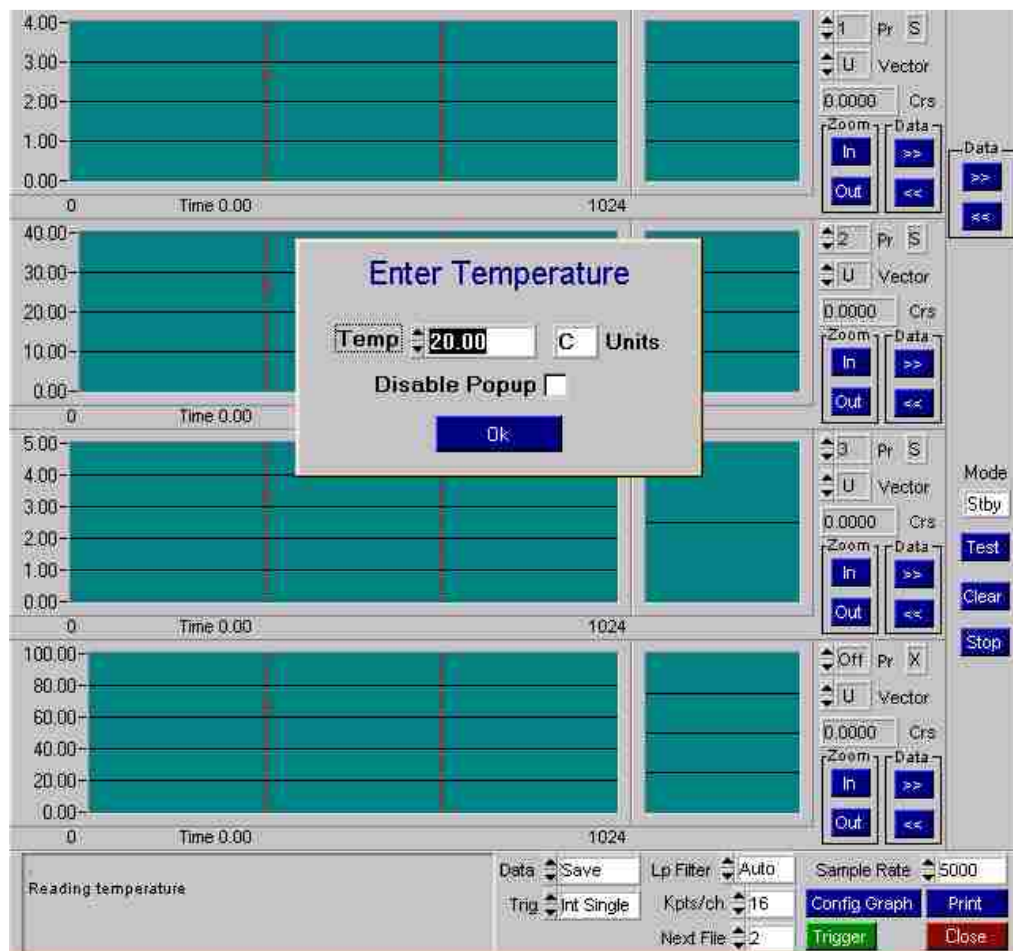 4.00
3.00
2.00
1.00
0.00
0 Time 0.00 1024
1 Pr S
U Vector
0.0000 Crs
Zoom Data
In >>
Out <<
Data
>>
<<
40.00
30.00
20.00
10.00
0.00
0 Time 0.00
2 Pr S
U Vector
0.0000 Crs
Zoom Data
In >>
Out <<
Enter Temperature
Temp 20.00 C Units
Disable Popup
Ok
5.00
4.00
3.00
2.00
1.00
0.00
0 Time 0.00 1024
3 Pr S
U Vector
0.0000 Crs
Zoom Data
In >>
Out <<
Mode
Stby
Test
Clear
Stop
100.00
80.00
60.00
40.00
20.00
0.00
0 Time 0.00 1024
Off Pr X
U Vector
0.0000 Crs
Zoom Data
In >>
Out <<
Reading temperature
Data Save Lp Filter Auto Sample Rate 5000
Trig Int Single Kpts/ch 16 Config Graph Print
Next File 2 Trigger Close